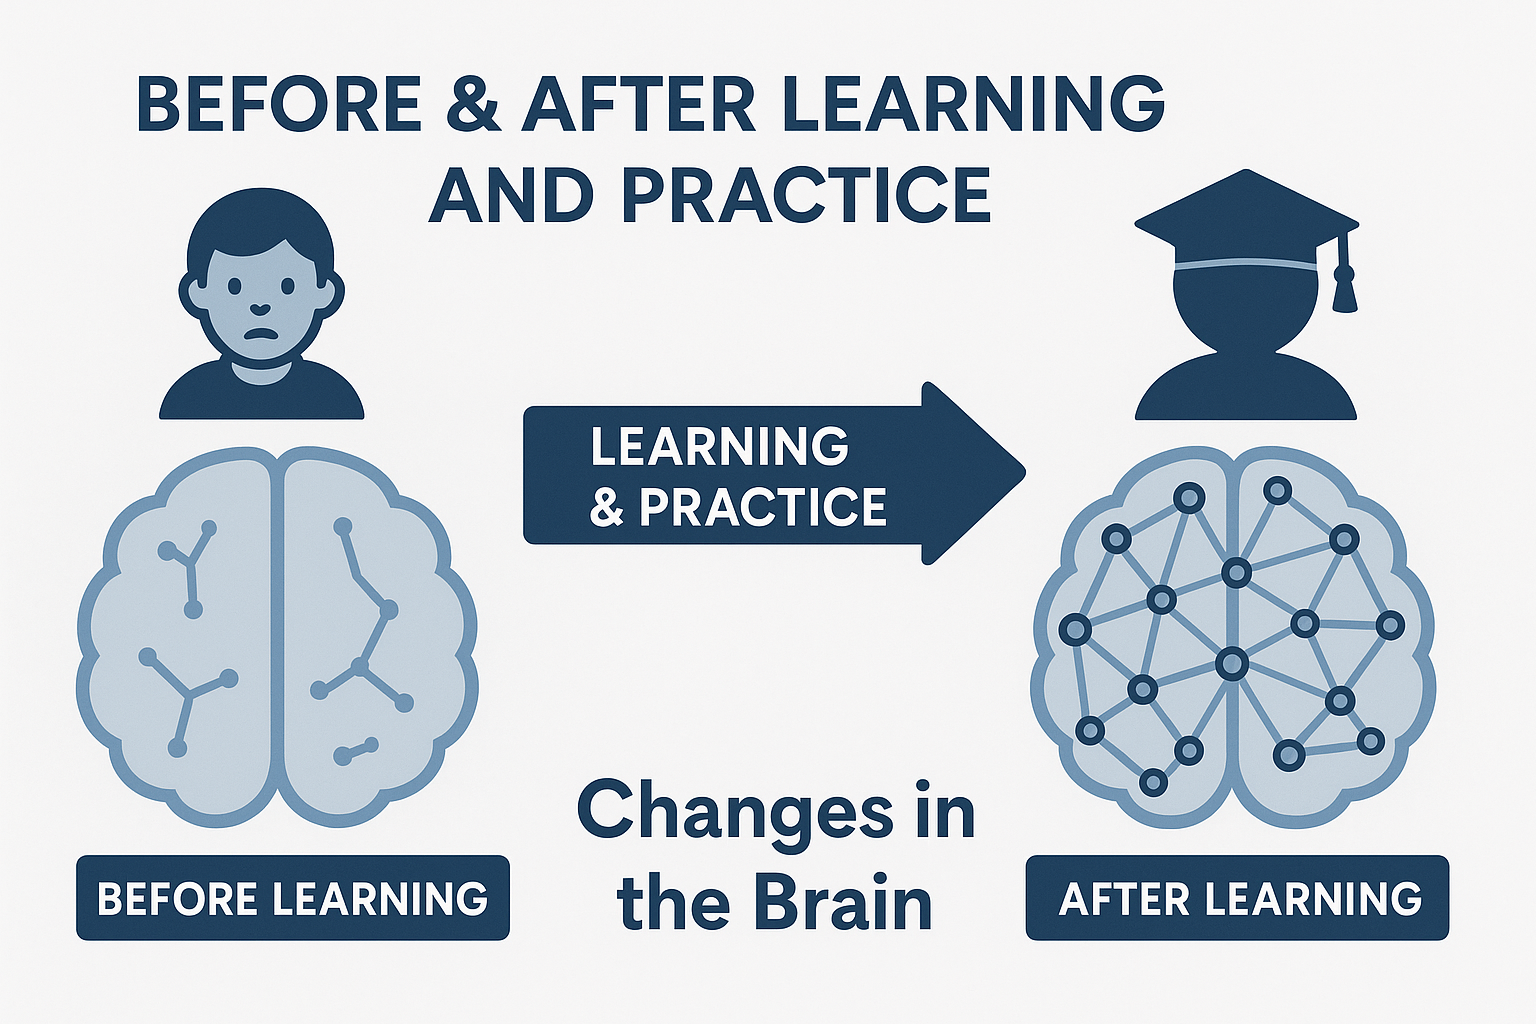 BEFORE & AFTER LEARNING
AND PRACTICE
LEARNING
& PRACTICE
Changes in
the Brain
BEFORE LEARNING
AFTER LEARNING